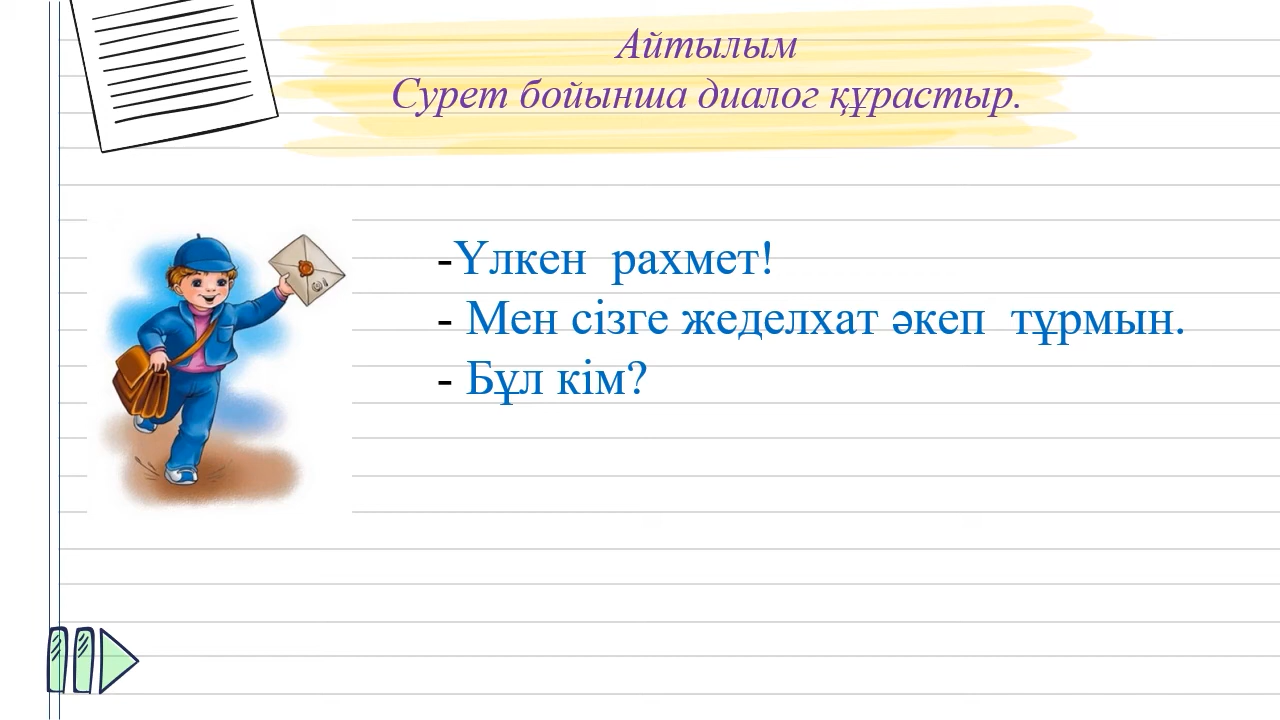 Айтылым
Сурет бойынша диалог құрастыр.
-Үлкен  рахмет!
- Мен сізге жеделхат әкеп  тұрмын.
- Бұл кім?